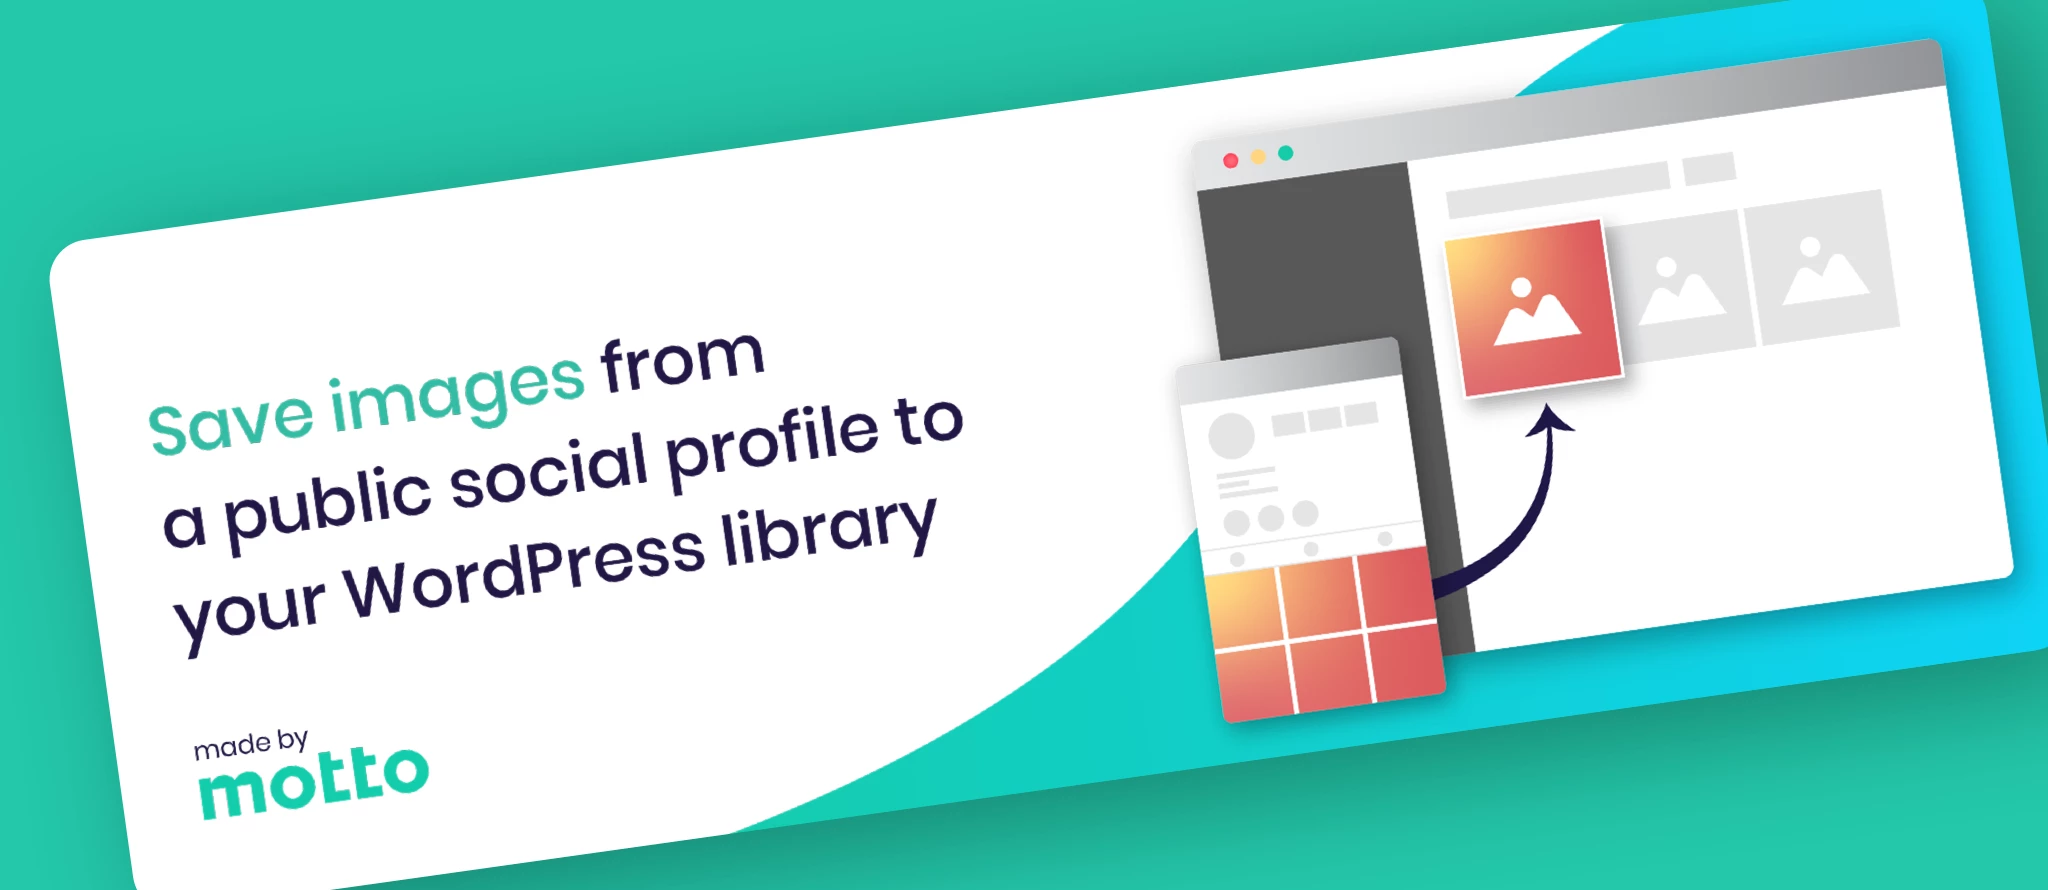 Save images from
a public social profile to
your WordPress library
made by
motto